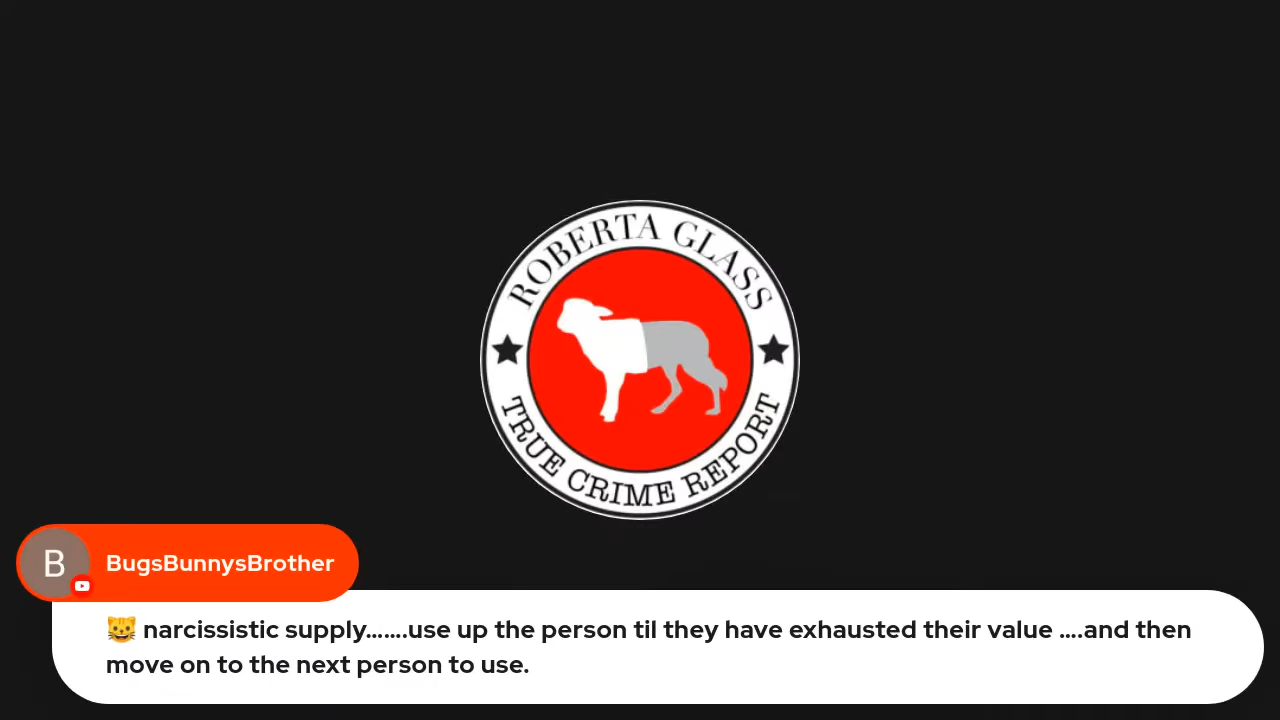 ROBERTA GLASS
TRUE CRIME REPORT
B
BugsBunnysBrother
😺 narcissistic supply.......use up the person til they have exhausted their value ....and then
move on to the next person to use.